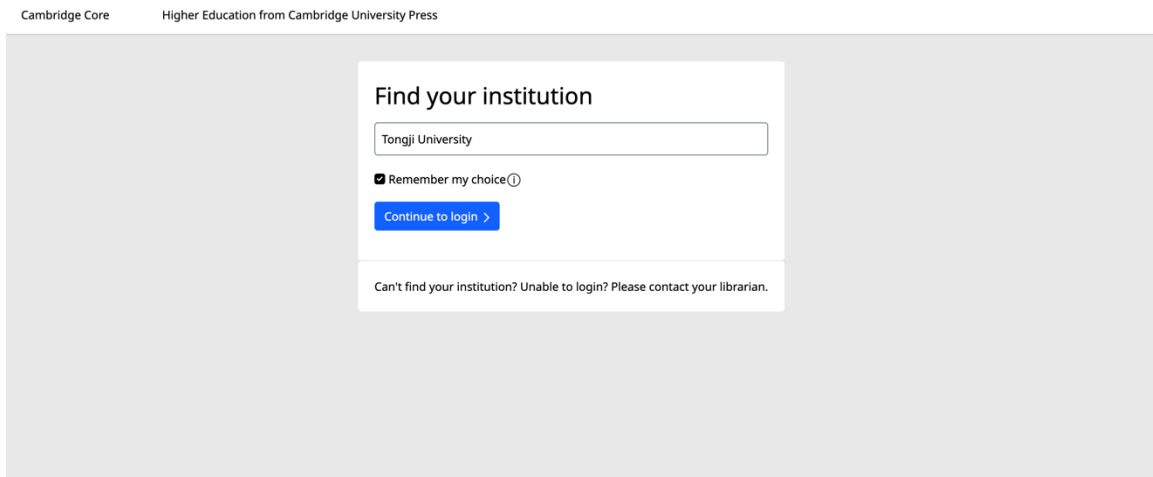 Cambridge Core Higher Education from Cambridge University Press
Find your institution
Tongji University
Remember my choice
Continue to login
Can't find your institution? Unable to login? Please contact your librarian.